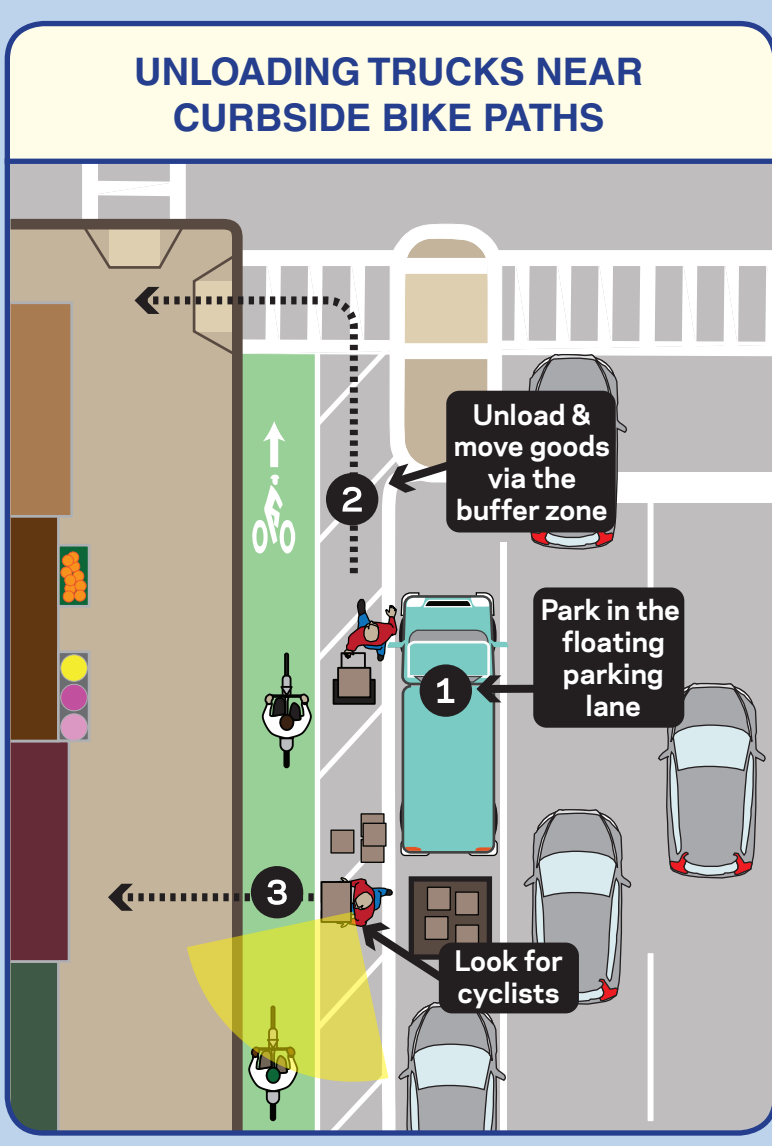 UNLOADING TRUCKS NEAR
CURBSIDE BIKE PATHS
Unload &
move goods
via the
buffer zone
2
Park in the
floating
parking
lane
1
3
Look for
cyclists